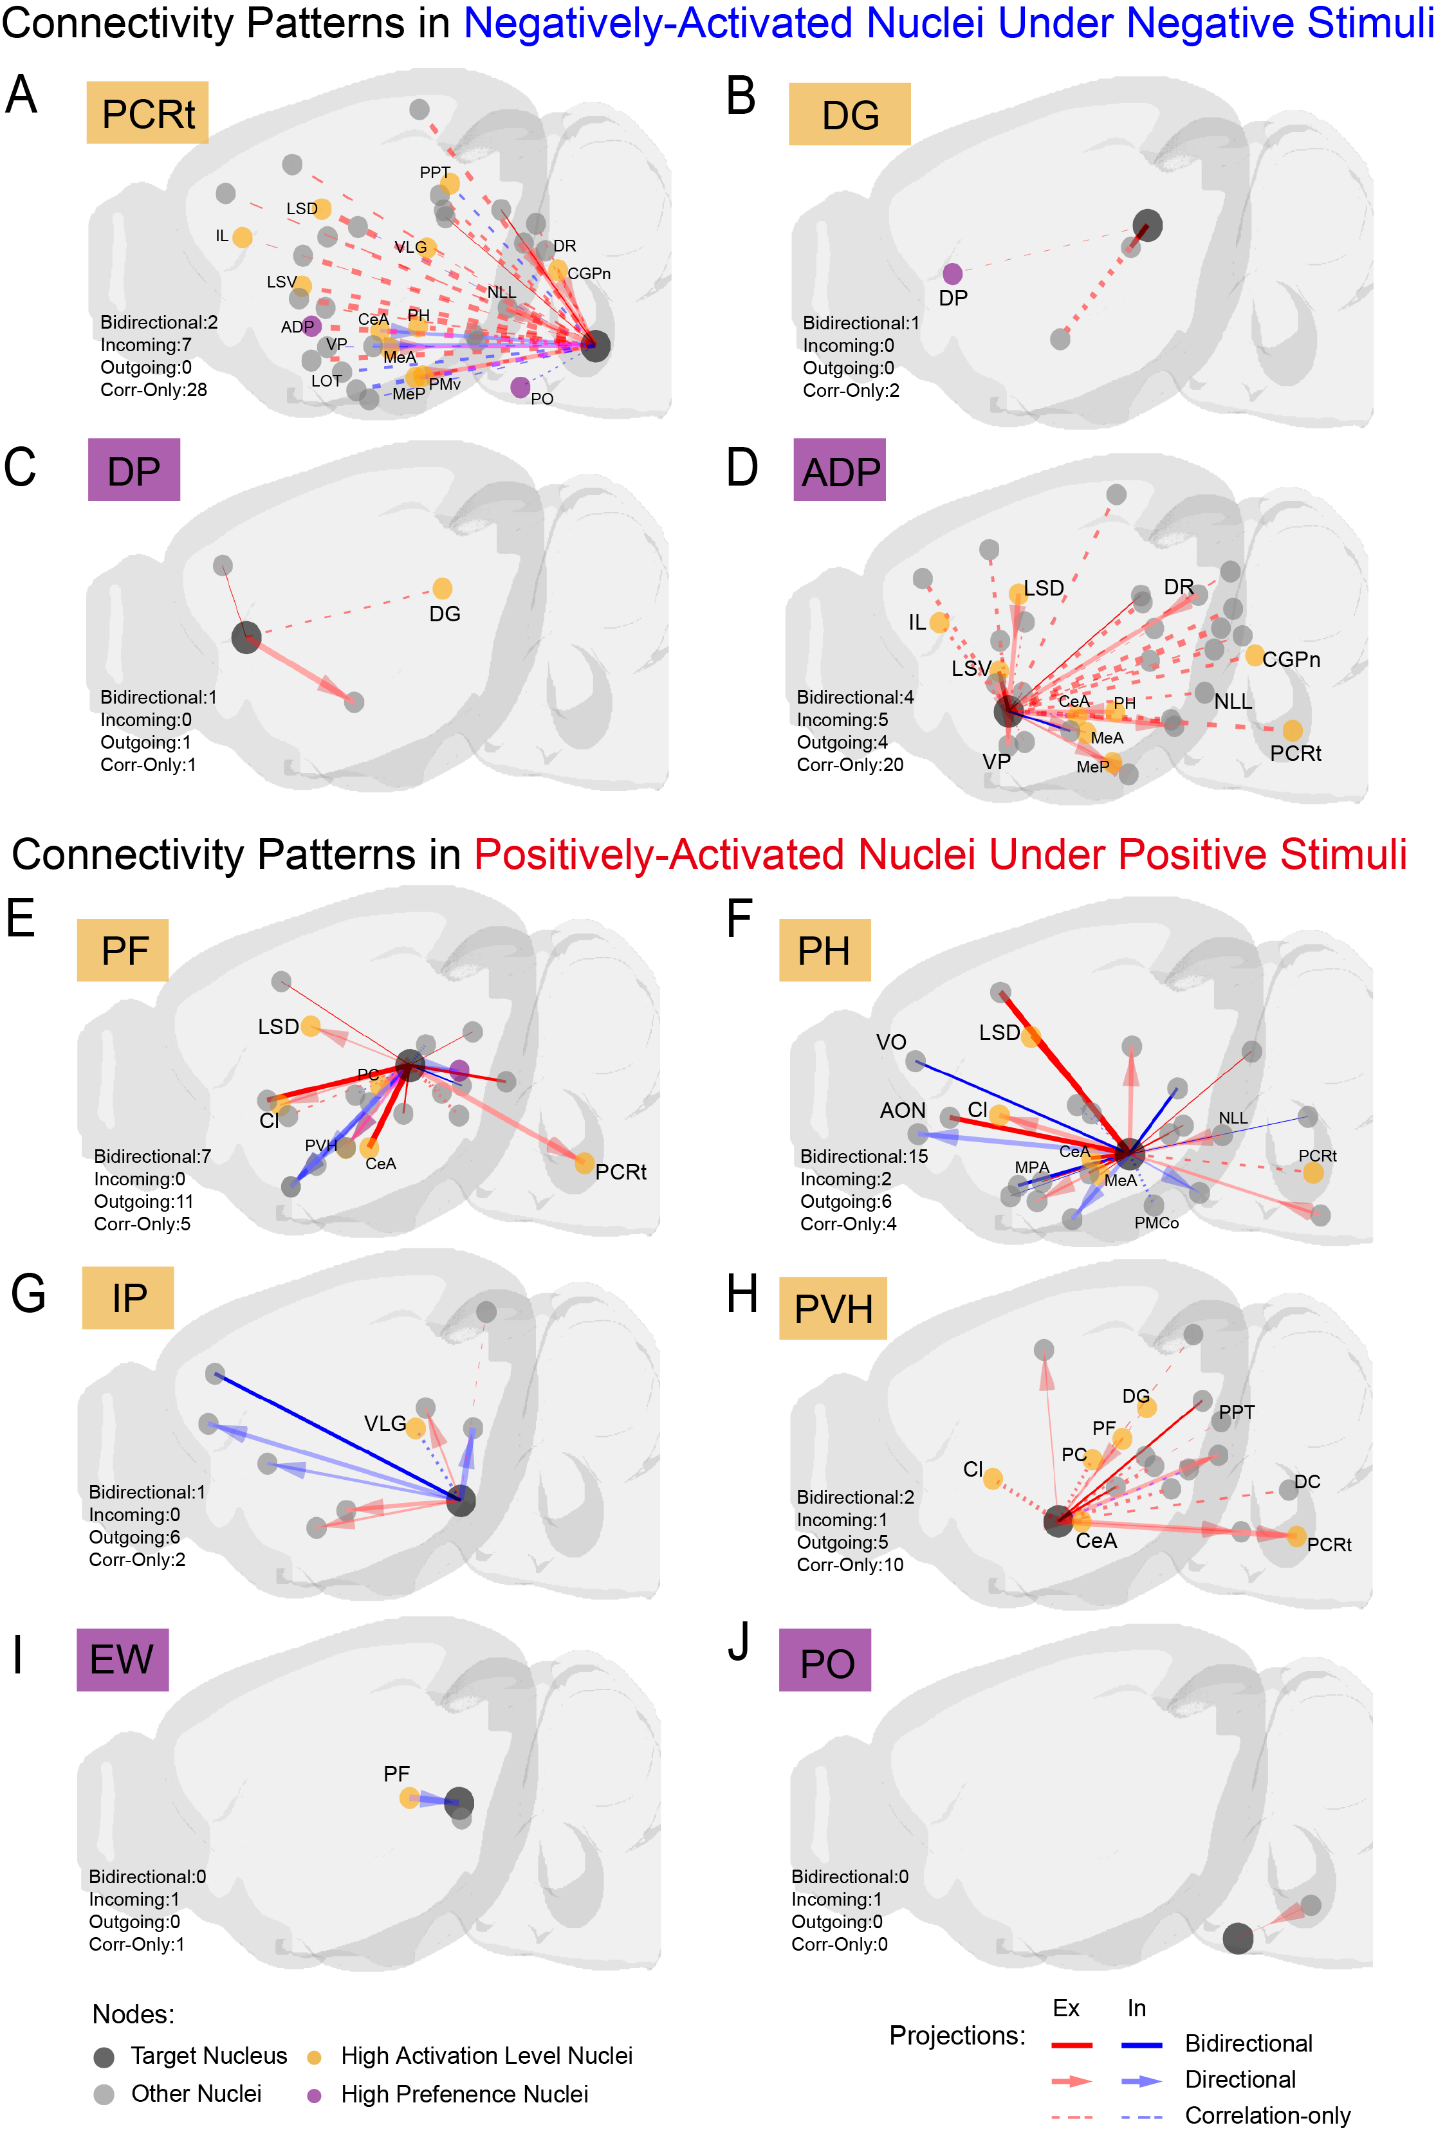 Connectivity Patterns in Negatively-Activated Nuclei Under Negative Stimuli
A
PCRt
PPT
LSD
IL
VLG
DR
CGPn
LSV
NLL
ADP
CeA
PH
VP
MeA
LOT
MeP
PMv
PO
Bidirectional:2
Incoming:7
Outgoing:0
Corr-Only:28
B
DG
DP
Bidirectional:1
Incoming:0
Outgoing:0
Corr-Only:2
C
DP
DG
Bidirectional:1
Incoming:0
Outgoing:1
Corr-Only:1
D
ADP
LSD
DR
IL
LSV
CGPn
CeA
PH
NLL
MeA
VP
MeP
PCRt
Bidirectional:4
Incoming:5
Outgoing:4
Corr-Only:20
Connectivity Patterns in Positively-Activated Nuclei Under Positive Stimuli
E
PF
LSD
PC
CI
PVH
CeA
PCRt
Bidirectional:7
Incoming:0
Outgoing:11
Corr-Only:5
F
PH
LSD
VO
AON
CI
NLL
CeA
MPA
MeA
PCRt
PMCo
Bidirectional:15
Incoming:2
Outgoing:6
Corr-Only:4
G
IP
VLG
Bidirectional:1
Incoming:0
Outgoing:6
Corr-Only:2
H
PVH
DG
PPT
PF
PC
CI
DC
CeA
PCRt
Bidirectional:2
Incoming:1
Outgoing:5
Corr-Only:10
I
EW
PF
Bidirectional:0
Incoming:1
Outgoing:0
Corr-Only:1
J
PO
Bidirectional:0
Incoming:1
Outgoing:0
Corr-Only:0
Nodes:
Target Nucleus
High Activation Level Nuclei
Other Nuclei
High Prefenence Nuclei
Ex In
Projections:
Bidirectional
Directional
Correlation-only